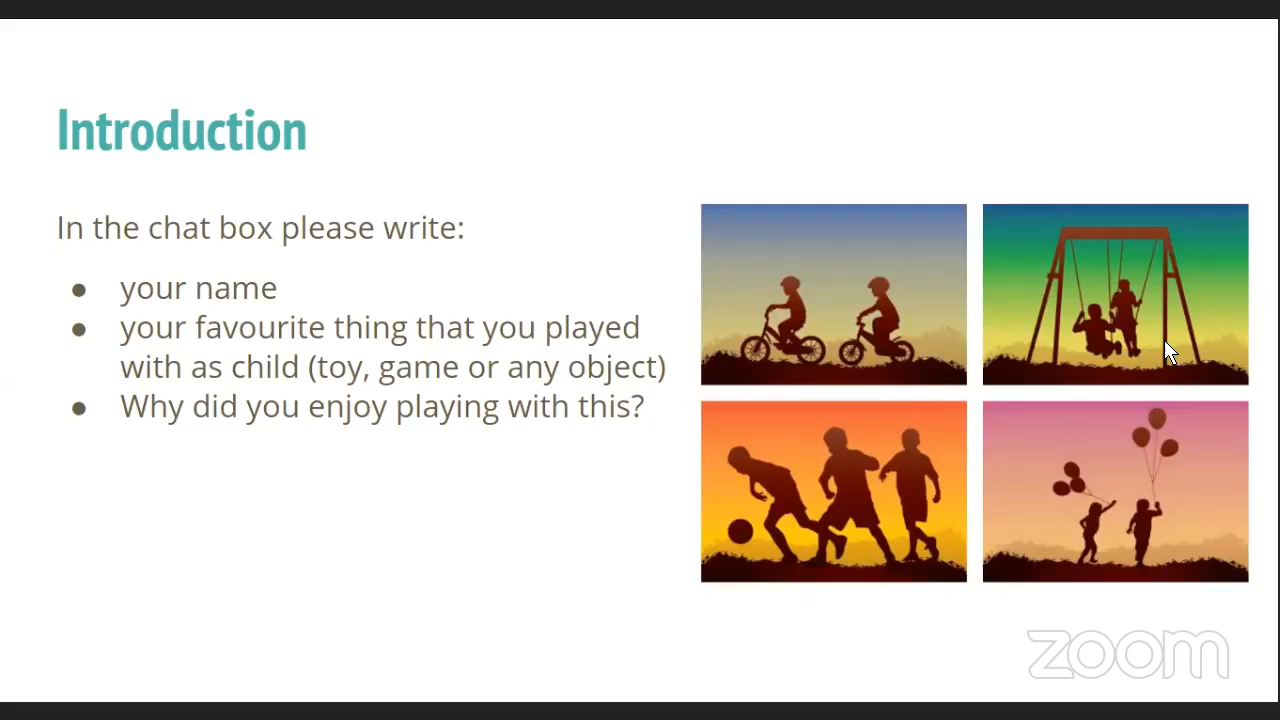 Introduction
In the chat box please write:
● your name
● your favourite thing that you played
with as child (toy, game or any object)
● Why did you enjoy playing with this?
zoom